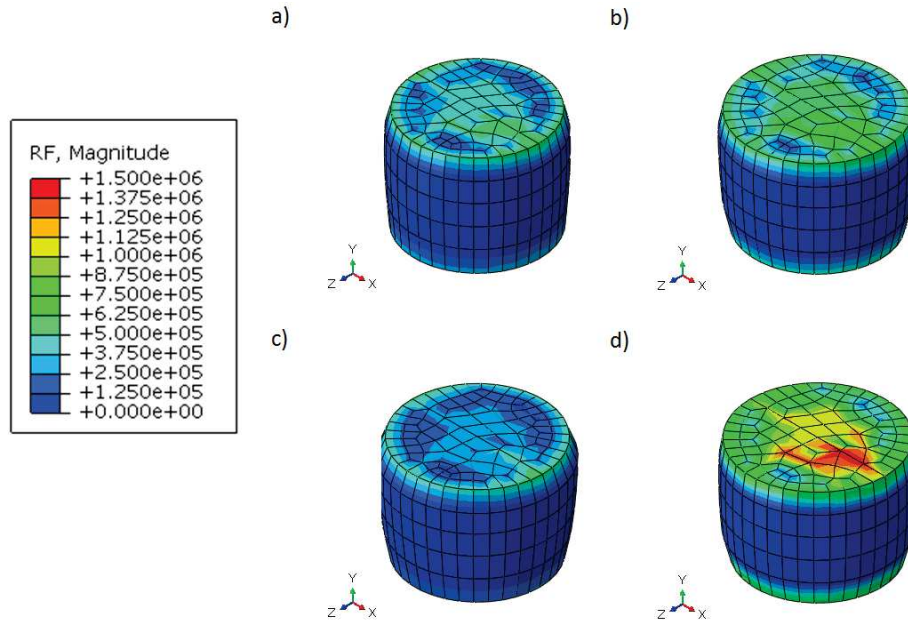 a)
b)
RF, Magnitude
+1.500e+06
+1.375e+06
+1.250e+06
+1.125e+06
+1.000e+06
+8.750e+05
+7.500e+05
+6.250e+05
+5.000e+05
+3.750e+05
+2.500e+05
+1.250e+05
+0.000e+00
Y
Z X
Y
Z X
c)
d)
Y
Z X
Y
Z X